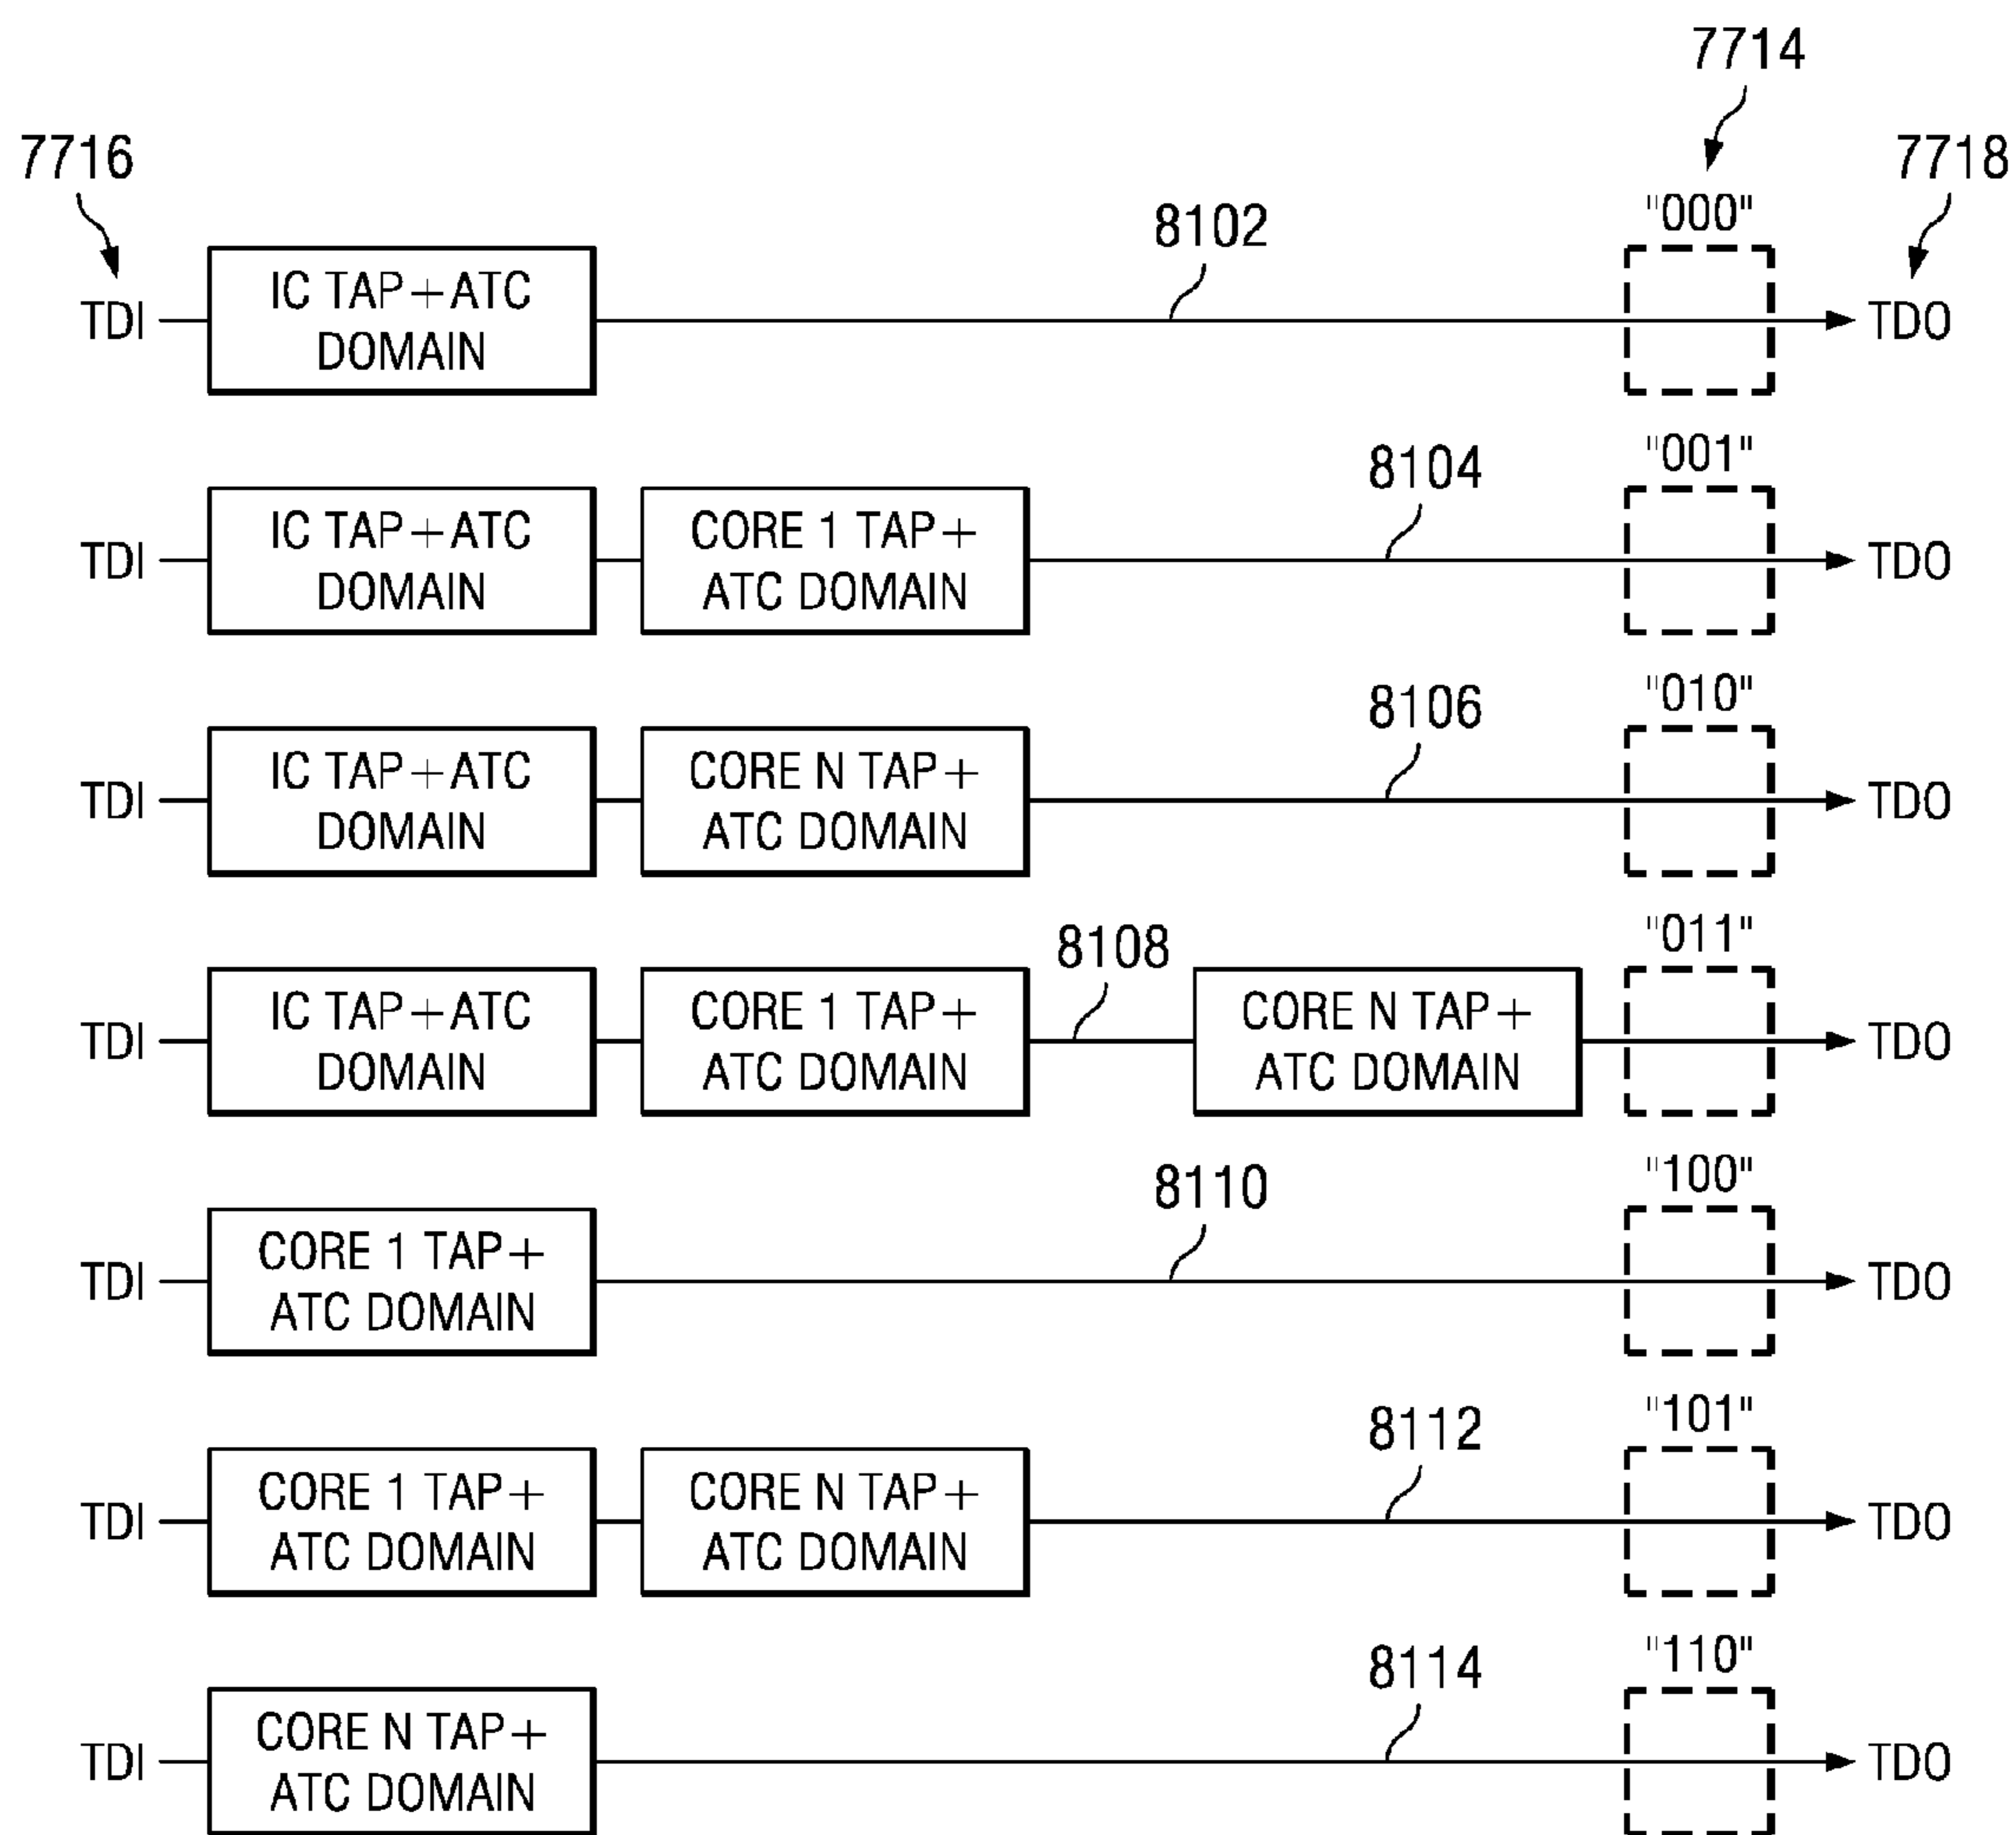 7714
7716
7718
"000"
8102
TDI
IC TAP+ATC
DOMAIN
TDO
"001"
8104
TDI
IC TAP+ATC
DOMAIN
CORE 1 TAP+
ATC DOMAIN
TDO
"010"
8106
TDI
IC TAP+ATC
DOMAIN
CORE N TAP+
ATC DOMAIN
TDO
"011"
8108
TDI
IC TAP+ATC
DOMAIN
CORE 1 TAP+
ATC DOMAIN
CORE N TAP+
ATC DOMAIN
TDO
"100"
8110
TDI
CORE 1 TAP+
ATC DOMAIN
TDO
"101"
8112
TDI
CORE 1 TAP+
ATC DOMAIN
CORE N TAP+
ATC DOMAIN
TDO
"110"
8114
TDI
CORE N TAP+
ATC DOMAIN
TDO